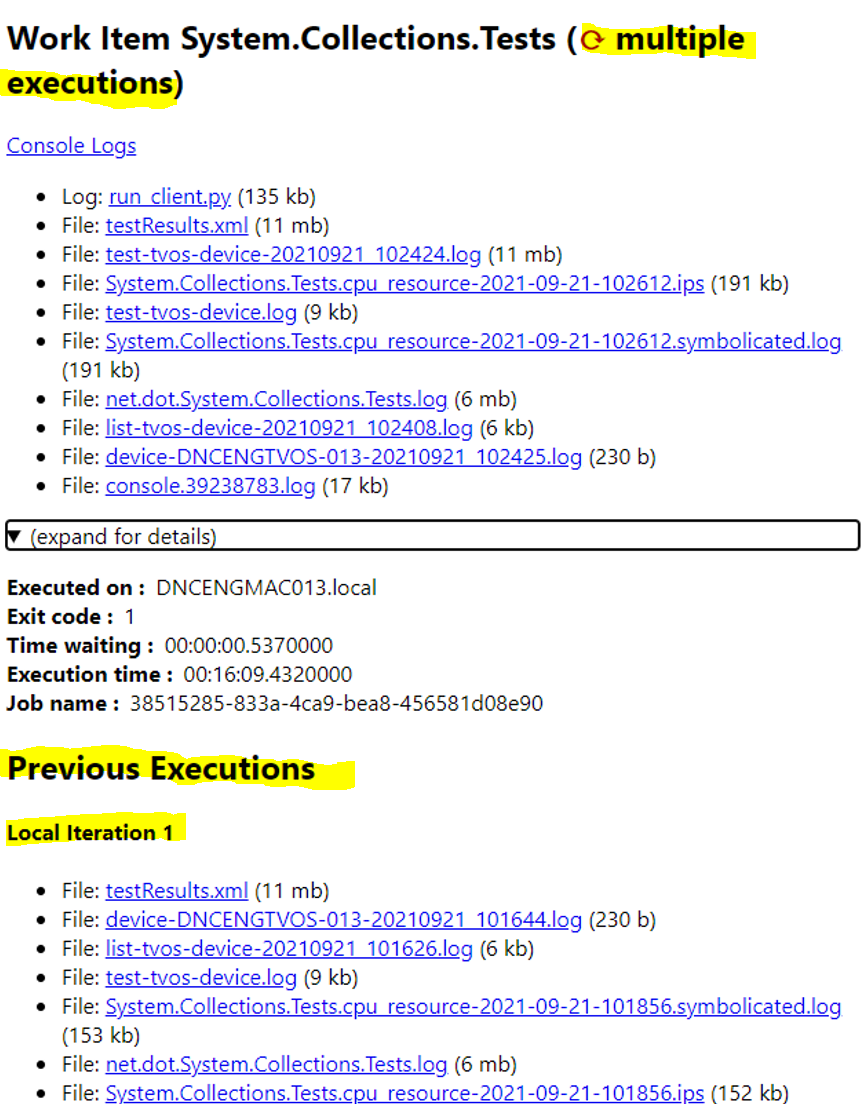 Work Item System.Collections.Tests (⟳ multiple
executions)
Console Logs
• Log: run_client.py (135 kb)
• File: testResults.xml (11 mb)
• File: test-tvos-device-20210921_102424.log (11 mb)
• File: System.Collections.Tests.cpu_resource-2021-09-21-102612.ips (191 kb)
• File: test-tvos-device.log (9 kb)
• File: System.Collections.Tests.cpu_resource-2021-09-21-102612.symbolicated.log
(191 kb)
• File: net.dot.System.Collections.Tests.log (6 mb)
• File: list-tvos-device-20210921_102408.log (6 kb)
• File: device-DNCENGTVOS-013-20210921_102425.log (230 b)
• File: console.39238783.log (17 kb)
▼ (expand for details)
Executed on : DNCENGMAC013.local
Exit code : 1
Time waiting : 00:00:00.5370000
Execution time : 00:16:09.4320000
Job name : 38515285-833a-4ca9-bea8-456581d08e90
Previous Executions
Local Iteration 1
• File: testResults.xml (11 mb)
• File: device-DNCENGTVOS-013-20210921_101644.log (230 b)
• File: list-tvos-device-20210921_101626.log (6 kb)
• File: test-tvos-device.log (9 kb)
• File: System.Collections.Tests.cpu_resource-2021-09-21-101856.symbolicated.log
(153 kb)
• File: net.dot.System.Collections.Tests.log (6 mb)
• File: System.Collections.Tests.cpu_resource-2021-09-21-101856.ips (152 kb)